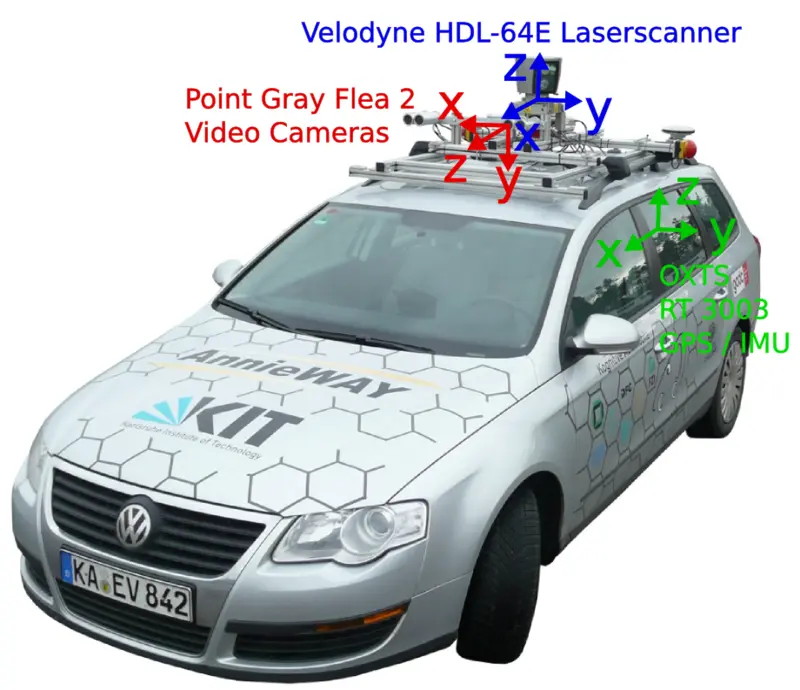 Velodyne HDL-64E Laserscanner
z
Point Gray Flea 2
x
y
Video Cameras
x
z
y
z
y
x
OXTS
RT 3003
GPS / IMU
AnnieWAY
KIT
Karlsruhe Institute of Technology
KA EV 842